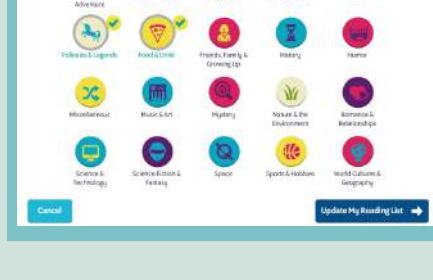 Adventure
Folktales & Legends
Food & Drink
Friends, Family &
Growing Up
History
Humor
Miscellaneous
Music & Art
Mystery
Nature & the
Environment
Romance &
Relationships
Science &
Technology
Science Fiction &
Fantasy
Space
Sports & Hobbies
World Cultures &
Geography
Cancel
Update My Reading List